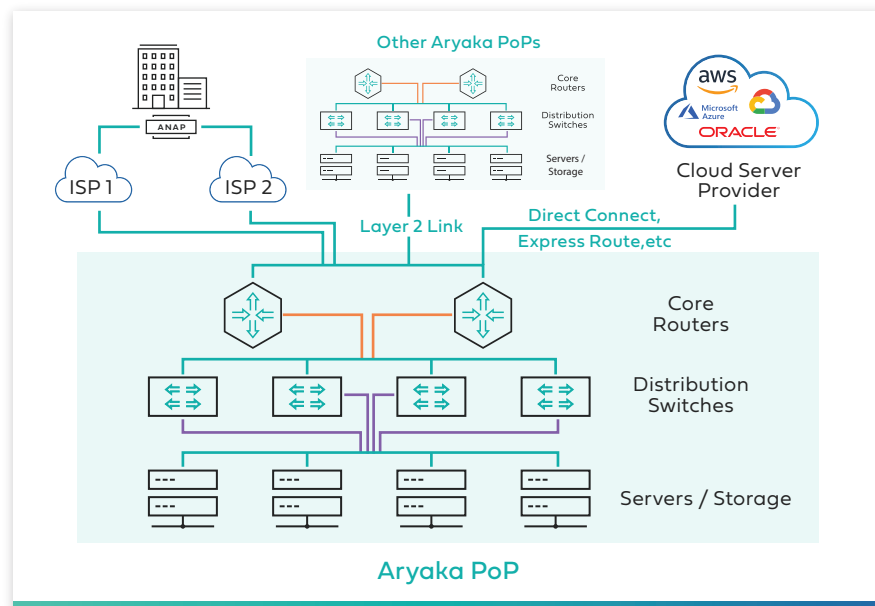 Other Aryaka PoPs
Core
Routers
Distribution
Switches
Servers /
Storage
ANAP
ISP 1
ISP 2
aws
Microsoft
Azure
ORACLE
Cloud Server
Provider
Layer 2 Link
Direct Connect,
Express Route,etc
Core
Routers
Distribution
Switches
Servers / Storage
Aryaka PoP